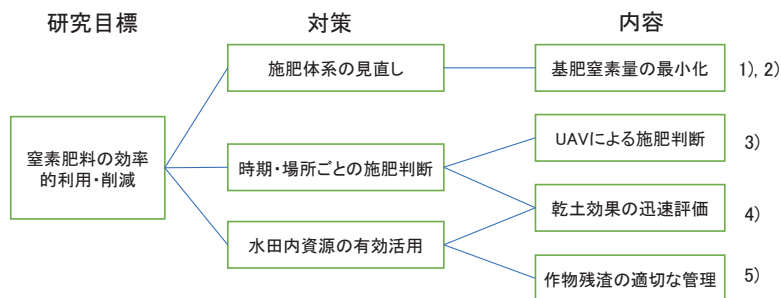 研究目標
対策
内容
施肥体系の見直し
基肥窒素量の最小化
1), 2)
窒素肥料の効率
的利用・削減
時期・場所ごとの施肥判断
UAVによる施肥判断
3)
乾土効果の迅速評価
4)
水田内資源の有効活用
作物残渣の適切な管理
5)